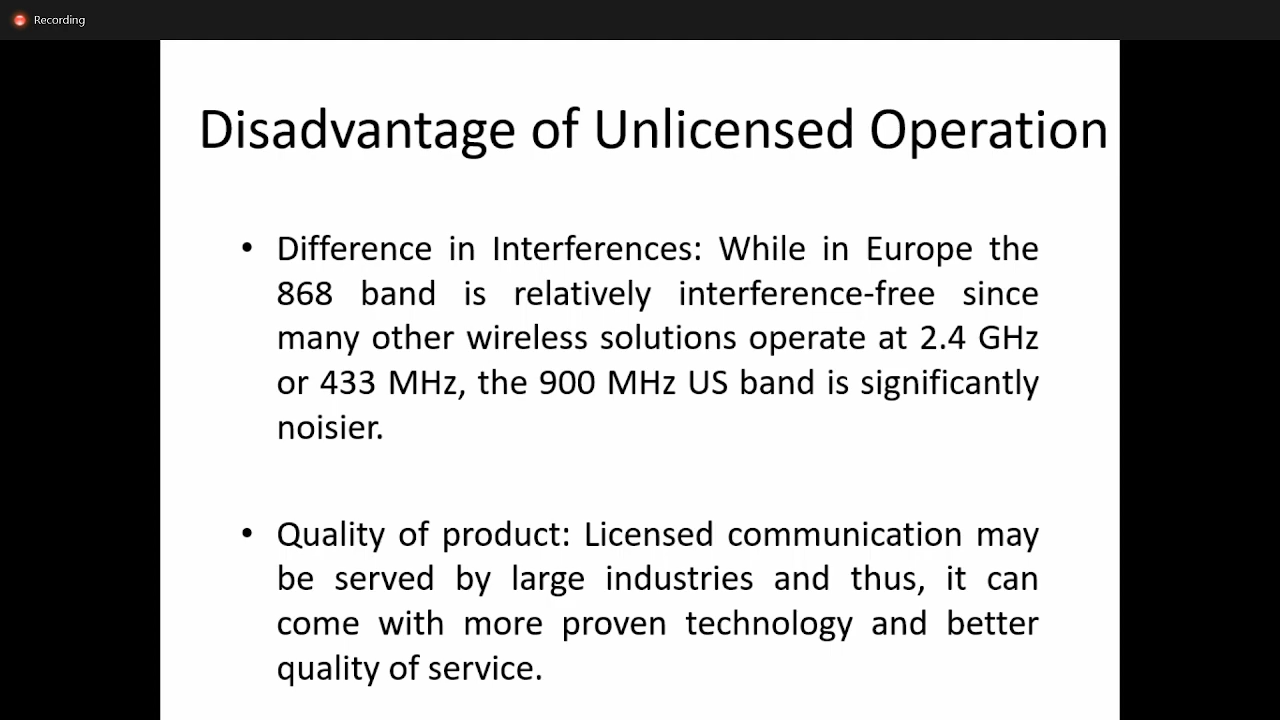 Recording
Disadvantage of Unlicensed Operation
• Difference in Interferences: While in Europe the
868 band is relatively interference-free since
many other wireless solutions operate at 2.4 GHz
or 433 MHz, the 900 MHz US band is significantly
noisier.
• Quality of product: Licensed communication may
be served by large industries and thus, it can
come with more proven technology and better
quality of service.